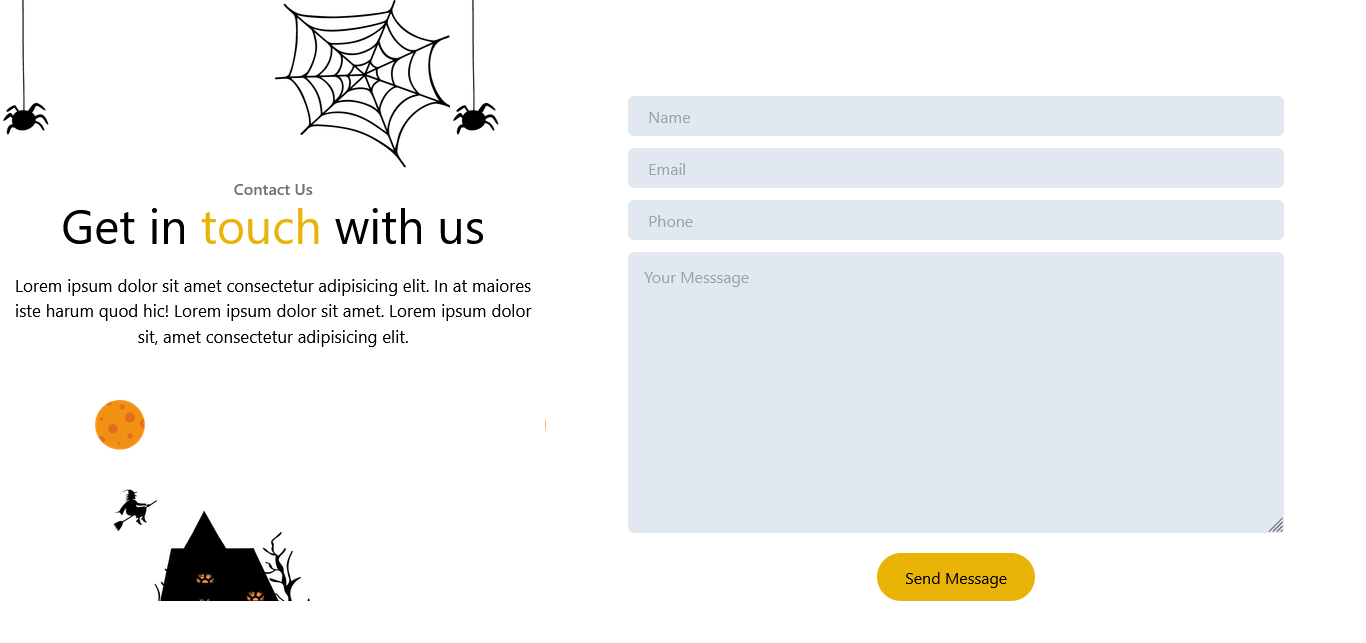 Contact Us
Get in touch with us
Lorem ipsum dolor sit amet consectetur adipisicing elit. In at maiores
iste harum quod hic! Lorem ipsum dolor sit amet. Lorem ipsum dolor
sit, amet consectetur adipisicing elit.
Name
Email
Phone
Your Messsage
Send Message